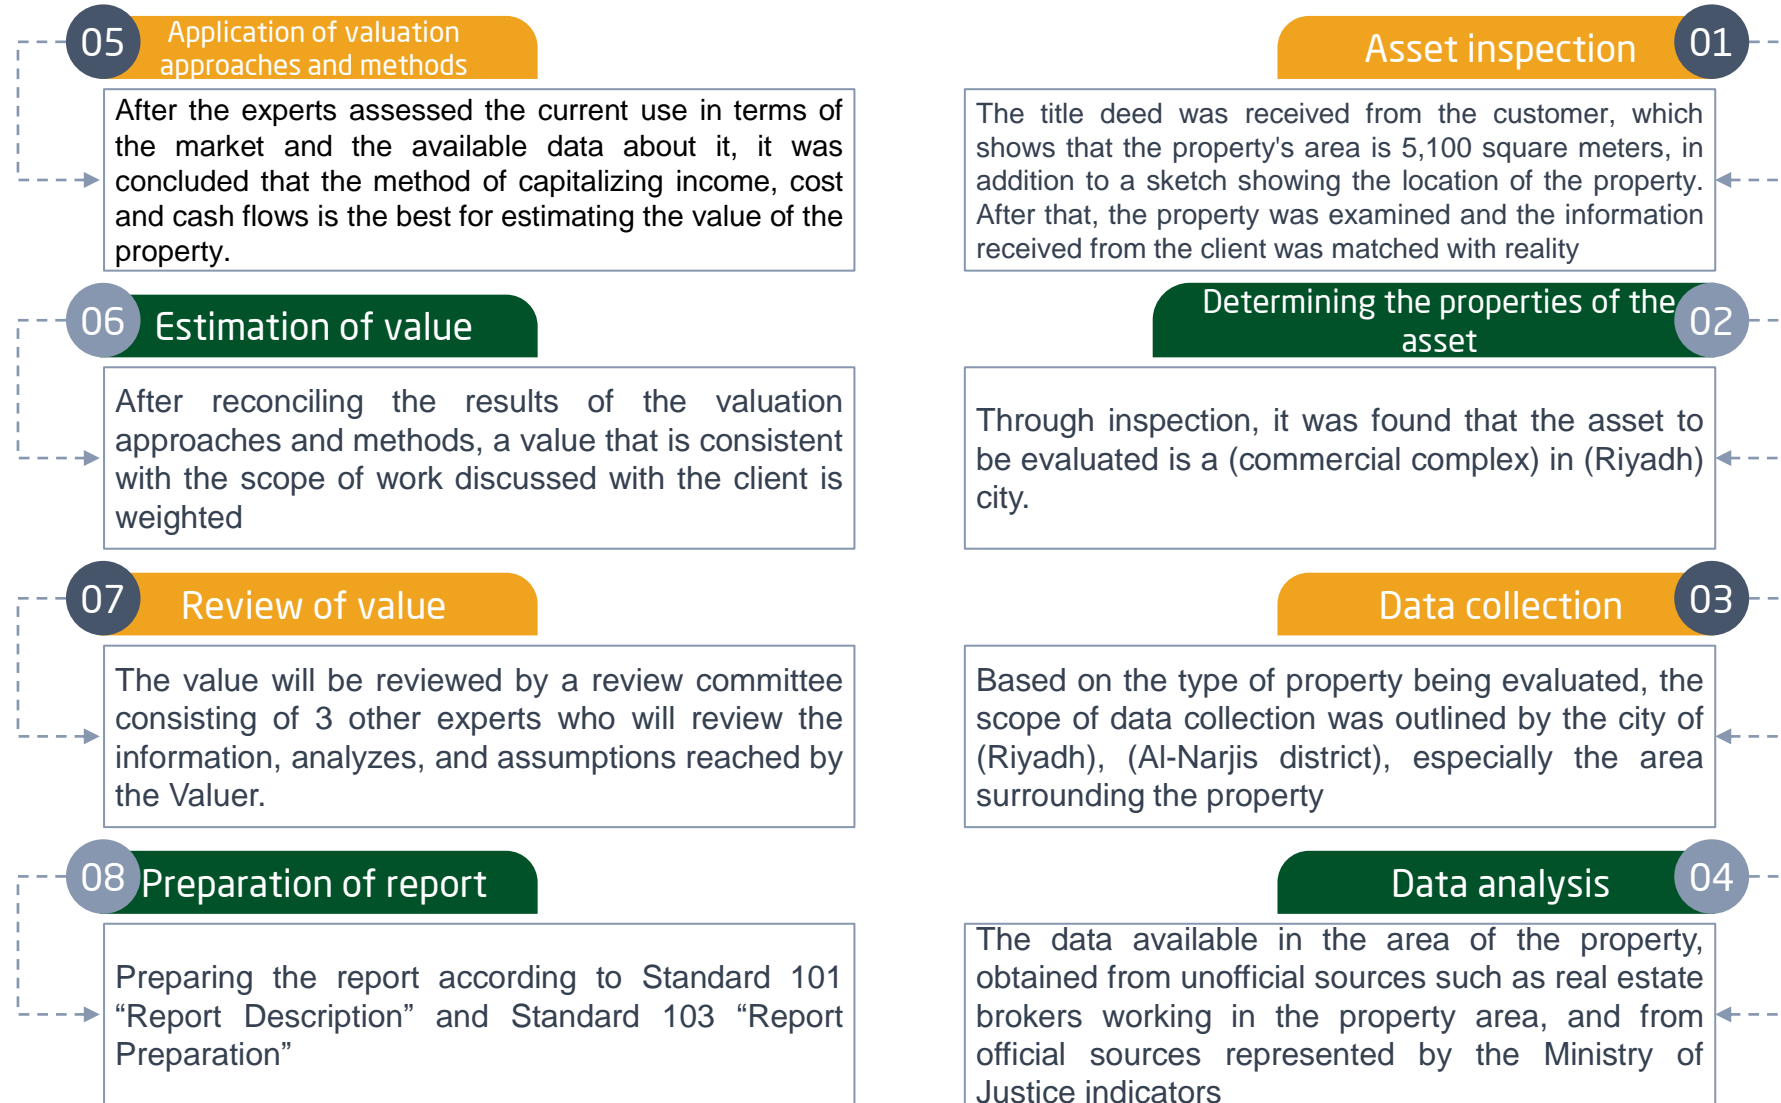 01
Asset inspection
The title deed was received from the customer, which
shows that the property's area is 5,100 square meters, in
addition to a sketch showing the location of the property.
After that, the property was examined and the information
received from the client was matched with reality
02
Determining the properties of the
asset
Through inspection, it was found that the asset to
be evaluated is a (commercial complex) in (Riyadh)
city.
03
Data collection
Based on the type of property being evaluated, the
scope of data collection was outlined by the city of
(Riyadh), (Al-Narjis district), especially the area
surrounding the property
04
Data analysis
The data available in the area of the property,
obtained from unofficial sources such as real estate
brokers working in the property area, and from
official sources represented by the Ministry of
Justice indicators
05
Application of valuation
approaches and methods
After the experts assessed the current use in terms of
the market and the available data about it, it was
concluded that the method of capitalizing income, cost
and cash flows is the best for estimating the value of the
property.
06
Estimation of value
After reconciling the results of the valuation
approaches and methods, a value that is consistent
with the scope of work discussed with the client is
weighted
07
Review of value
The value will be reviewed by a review committee
consisting of 3 other experts who will review the
information, analyzes, and assumptions reached by
the Valuer.
08
Preparation of report
Preparing the report according to Standard 101
“Report Description” and Standard 103 “Report
Preparation”